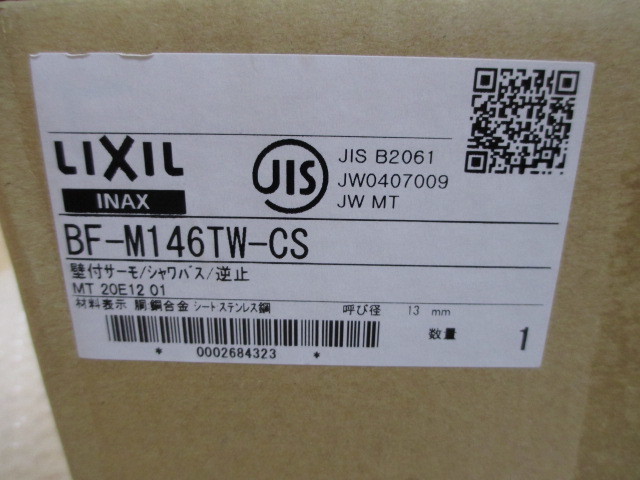 LIXIL
INAX
JIS
JIS B2061
JW0407009
JW MT
BF-M146TW-CS
壁付サーモ/シャワバス/逆止
MT 20E12 01
材料表示 胴:銅合金 シート:ステンレス鋼 呼び径 13 mm
数量 1
* 0002684323 *